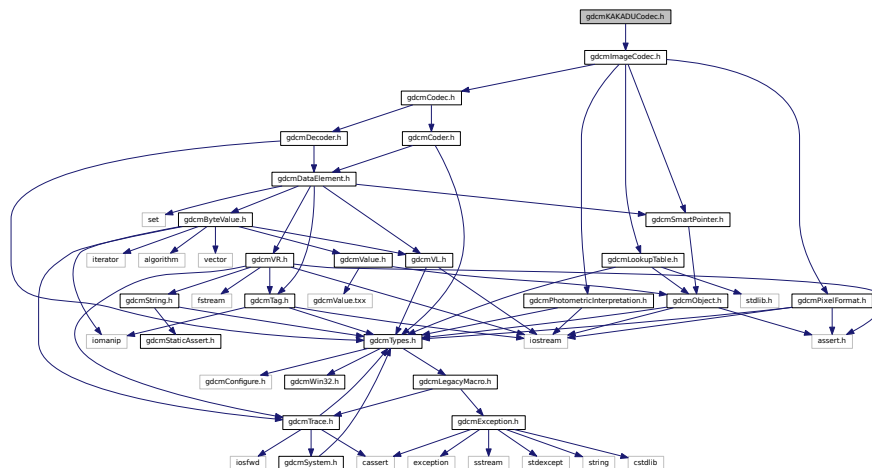 gdcmKAKADUCodec.h
gdcmImageCodec.h
gdcmCodec.h
gdcmDecoder.h
gdcmCoder.h
gdcmDataElement.h
set
gdcmByteValue.h
gdcmSmartPointer.h
iterator
algorithm
vector
gdcmVR.h
gdcmValue.h
gdcmVL.h
gdcmLookupTable.h
gdcmString.h
fstream
gdcmTag.h
gdcmValue.txx
gdcmPhotometricInterpretation.h
gdcmObject.h
stdlib.h
gdcmPixelFormat.h
iomanip
gdcmStaticAssert.h
gdcmTypes.h
iostream
assert.h
gdcmConfigure.h
gdcmWin32.h
gdcmLegacyMacro.h
gdcmTrace.h
gdcmException.h
iosfwd
gdcmSystem.h
cassert
exception
sstream
stdexcept
string
cstdlib